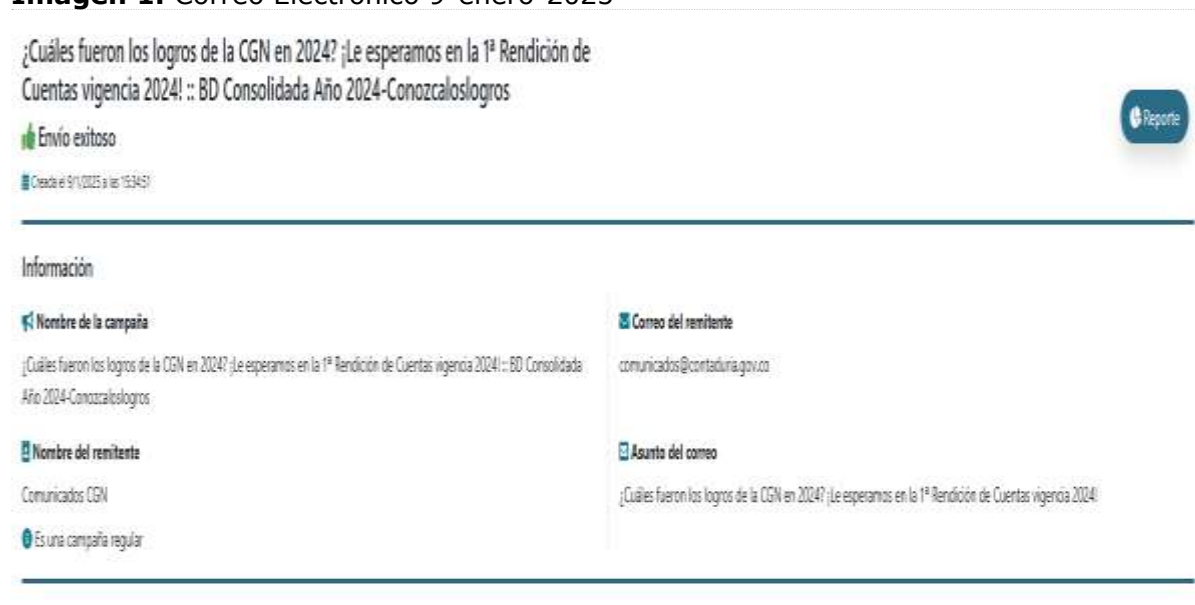 Imagen 1. Correo Electrónico 9-enero-2025
¿Cuáles fueron los logros de la CGN en 2024? ¡Le esperamos en la 1ª Rendición de
Cuentas vigencia 2024! :: BD Consolidada Año 2024-Conozcaloslogros
Reporte
Envío exitoso
Creada el 9/1/2025 a las 15:34:51
Información
Nombre de la campaña
Correo del remitente
¿Cuáles fueron los logros de la CGN en 2024? ¡Le esperamos en la 1ª Rendición de Cuentas vigencia 2024! :: BD Consolidada
Año 2024-Conozcaloslogros
comunicados@contaduria.gov.co
Nombre del remitente
Asunto del correo
Comunicados CGN
¿Cuáles fueron los logros de la CGN en 2024? ¡Le esperamos en la 1ª Rendición de Cuentas vigencia 2024!
Es una campaña regular